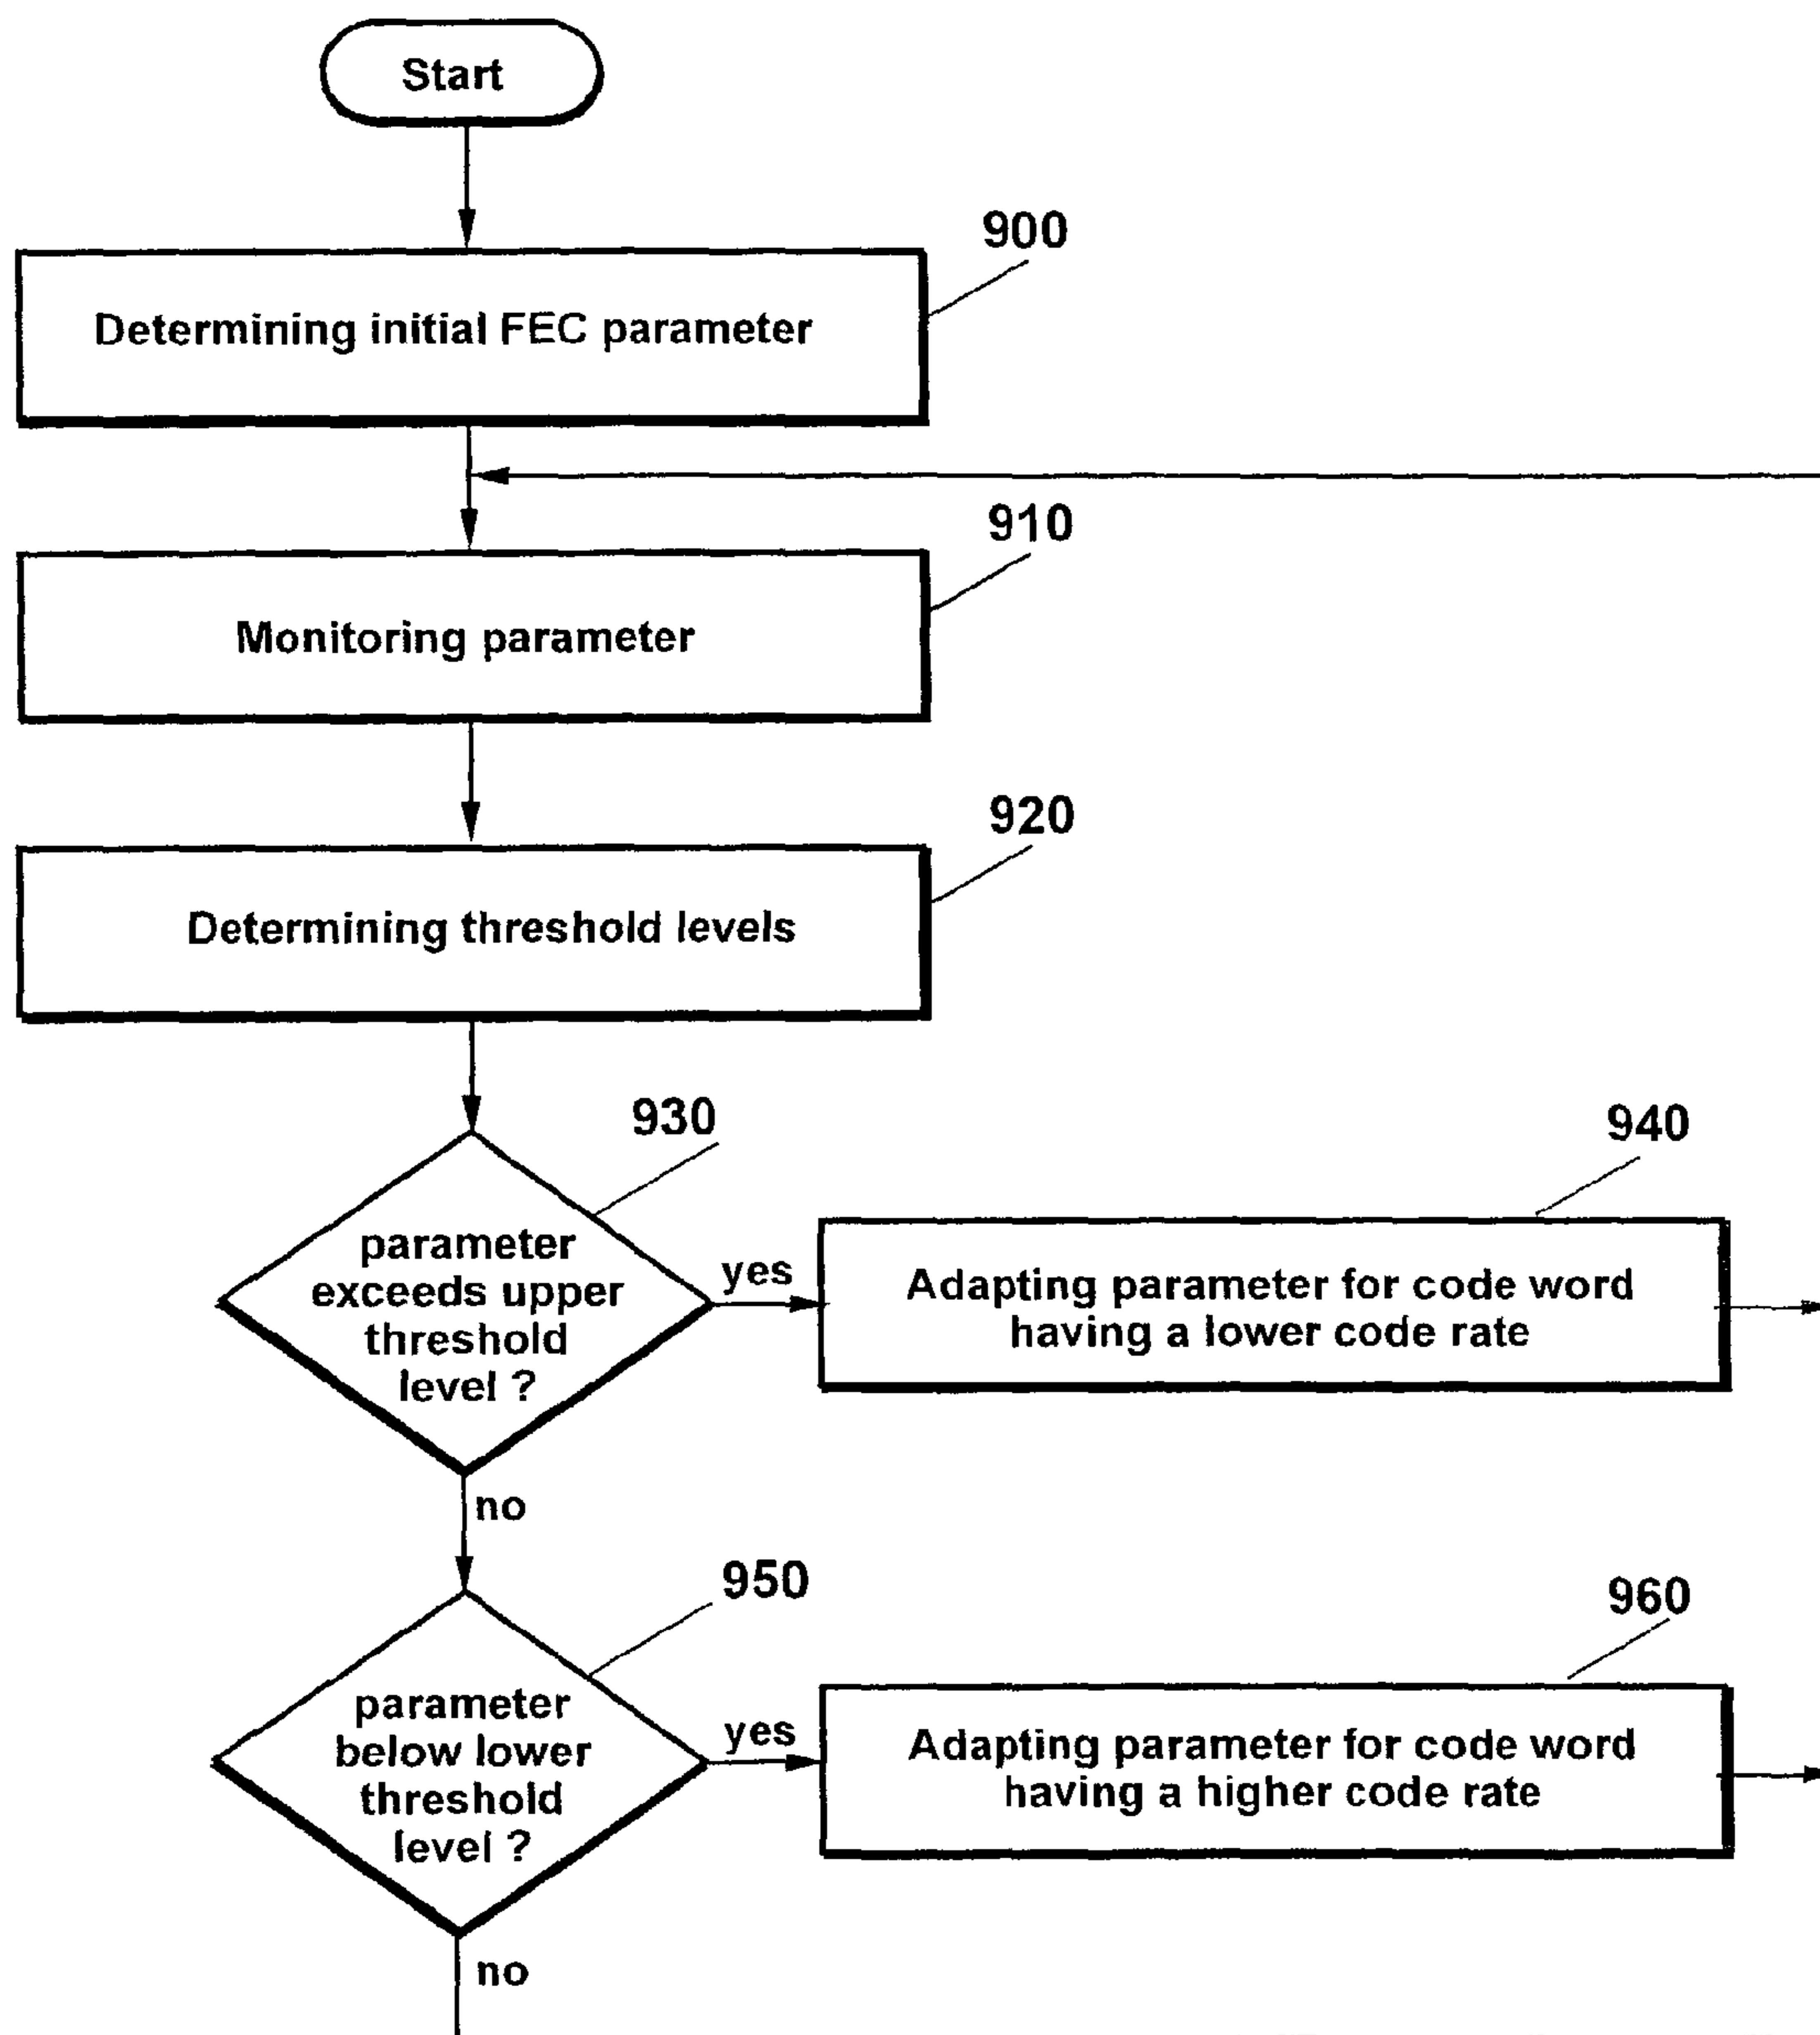 Start
900
Determining initial FEC parameter
910
Monitoring parameter
920
Determining threshold levels
930
parameter
exceeds upper
threshold
level ?
yes
940
Adapting parameter for code word
having a lower code rate
no
950
parameter
below lower
threshold
level ?
yes
960
Adapting parameter for code word
having a higher code rate
no